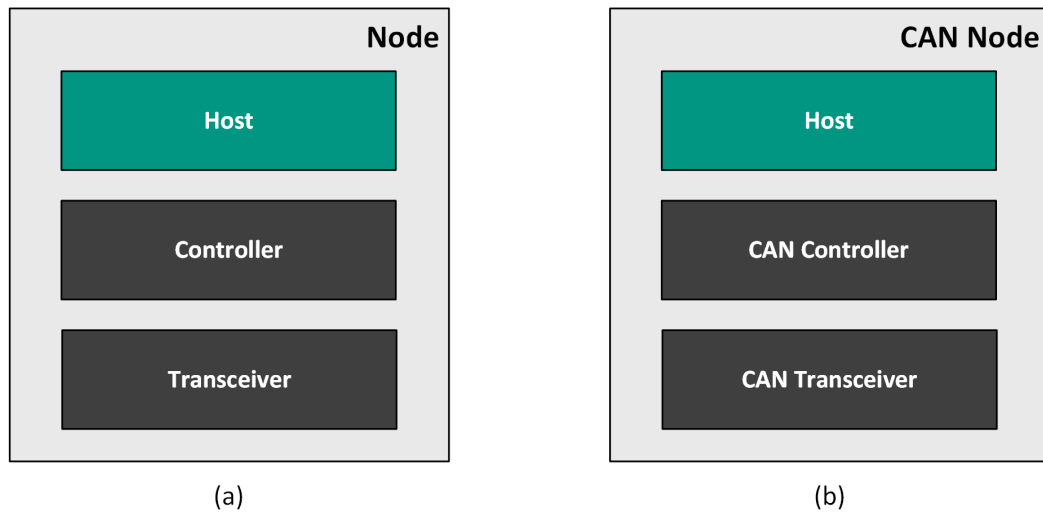 Node
Host
Controller
Transceiver
(a)
CAN Node
Host
CAN Controller
CAN Transceiver
(b)